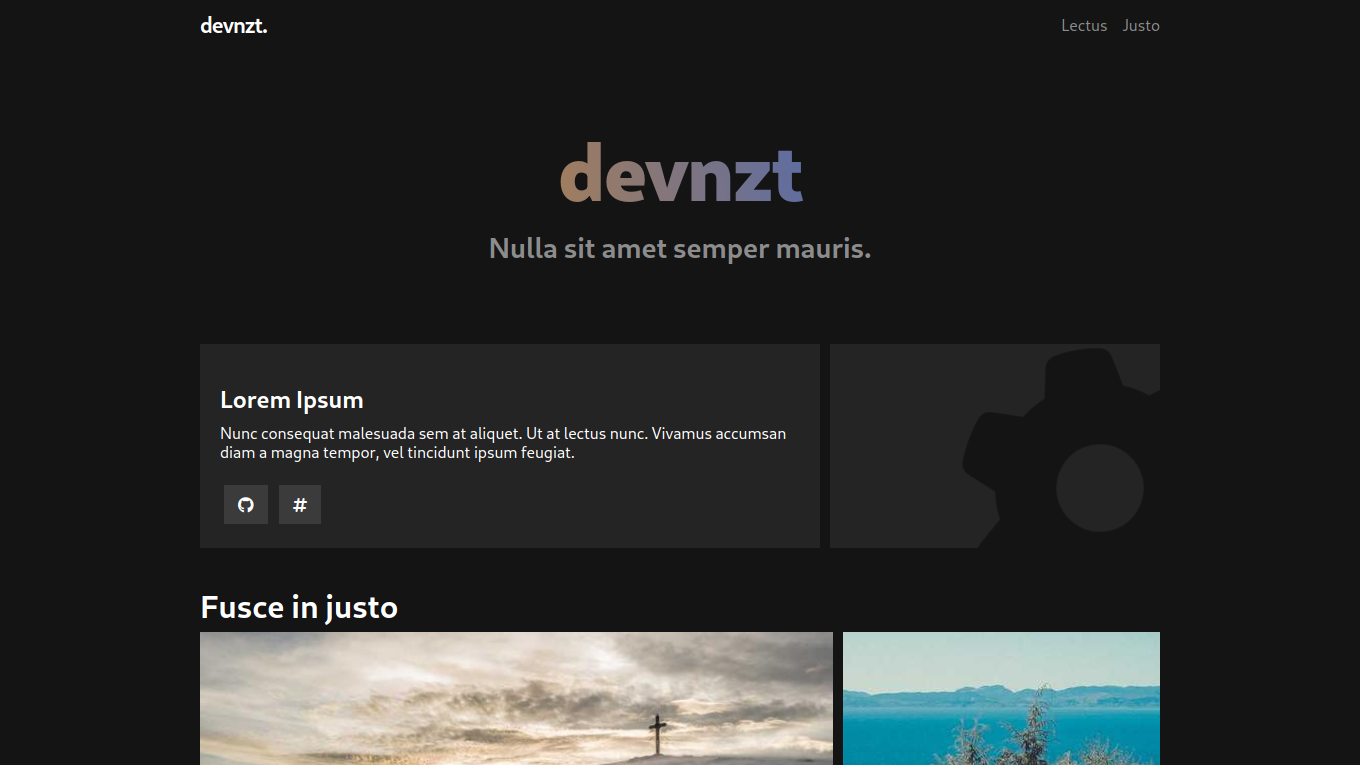 devnzt.
Lectus Justo
devnzt
Nulla sit amet semper mauris.
Lorem Ipsum
Nunc consequat malesuada sem at aliquet. Ut at lectus nunc. Vivamus accumsan
diam a magna tempor, vel tincidunt ipsum feugiat.
#
Fusce in justo